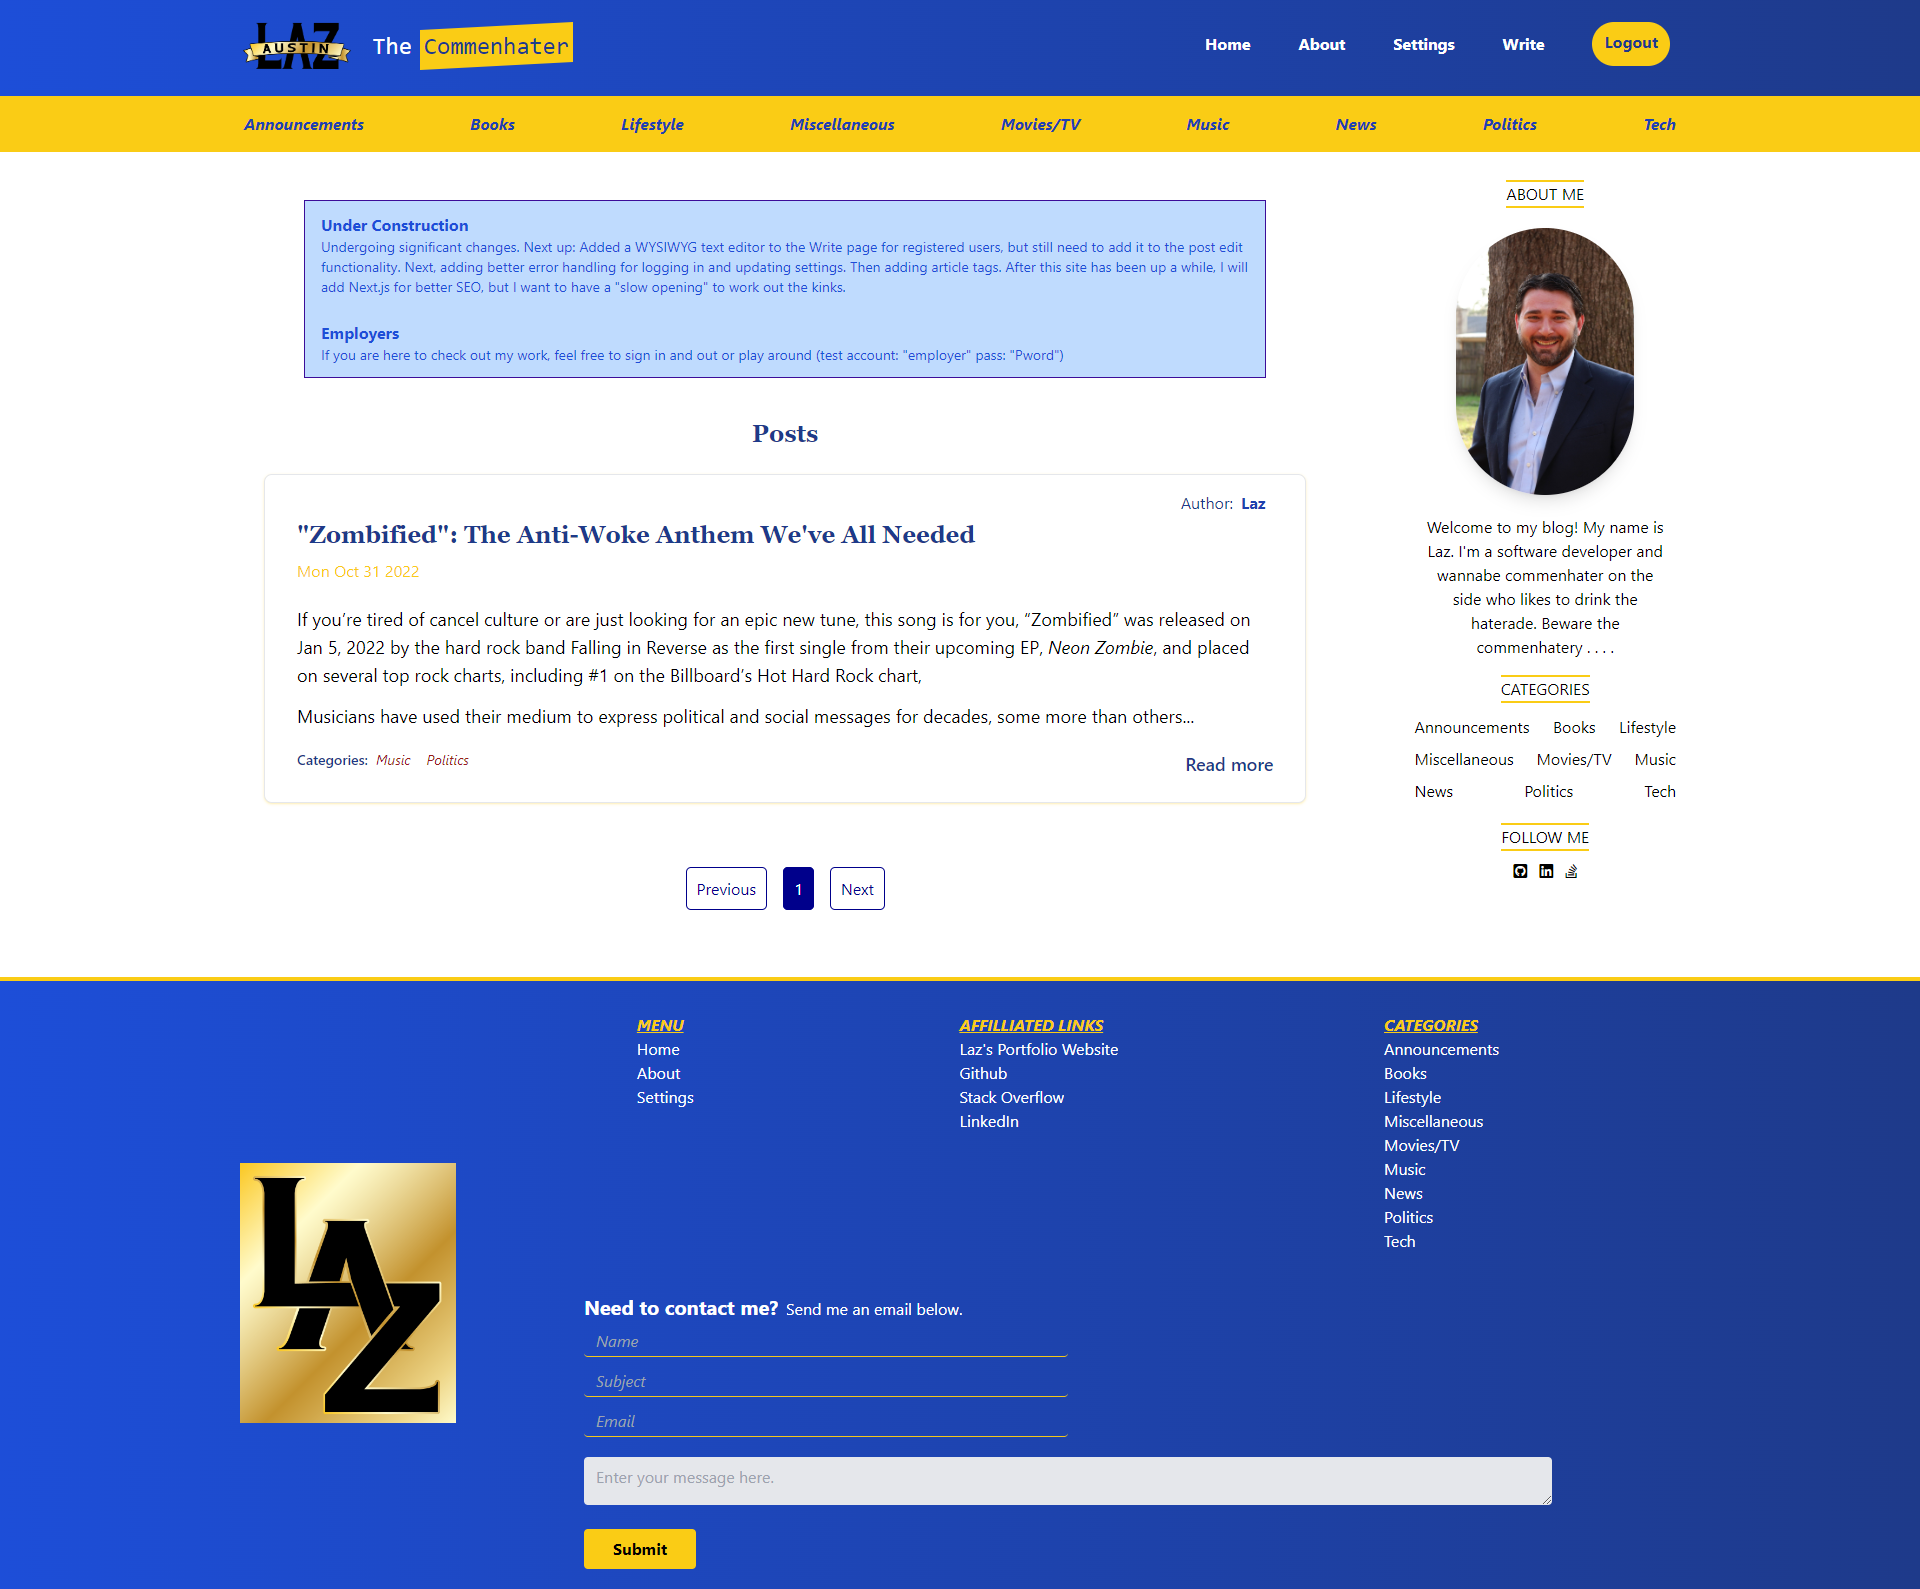 LAZ
AUSTIN
The Commenhater
Home About Settings Write Logout
Announcements Books Lifestyle Miscellaneous Movies/TV Music News Politics Tech
Under Construction
Undergoing significant changes. Next up: Added a WYSIWYG text editor to the Write page for registered users, but still need to add it to the post edit
functionality. Next, adding better error handling for logging in and updating settings. Then adding article tags. After this site has been up a while, I will
add Next.js for better SEO, but I want to have a "slow opening" to work out the kinks.
Employers
If you are here to check out my work, feel free to sign in and out or play around (test account: "employer" pass: "Pword")
Posts
Author: Laz
"Zombified": The Anti-Woke Anthem We've All Needed
Mon Oct 31 2022
If you’re tired of cancel culture or are just looking for an epic new tune, this song is for you, “Zombified” was released on
Jan 5, 2022 by the hard rock band Falling in Reverse as the first single from their upcoming EP, Neon Zombie, and placed
on several top rock charts, including #1 on the Billboard’s Hot Hard Rock chart,
Musicians have used their medium to express political and social messages for decades, some more than others...
Categories: Music Politics
Read more
Previous 1 Next
ABOUT ME
Welcome to my blog! My name is
Laz. I'm a software developer and
wannabe commenhater on the
side who likes to drink the
haterade. Beware the
commenhatery . . . .
CATEGORIES
Announcements Books Lifestyle
Miscellaneous Movies/TV Music
News Politics Tech
FOLLOW ME
LAZ
MENU
Home
About
Settings
AFFILLIATED LINKS
Laz's Portfolio Website
Github
Stack Overflow
LinkedIn
CATEGORIES
Announcements
Books
Lifestyle
Miscellaneous
Movies/TV
Music
News
Politics
Tech
Need to contact me? Send me an email below.
Name
Subject
Email
Enter your message here.
Submit